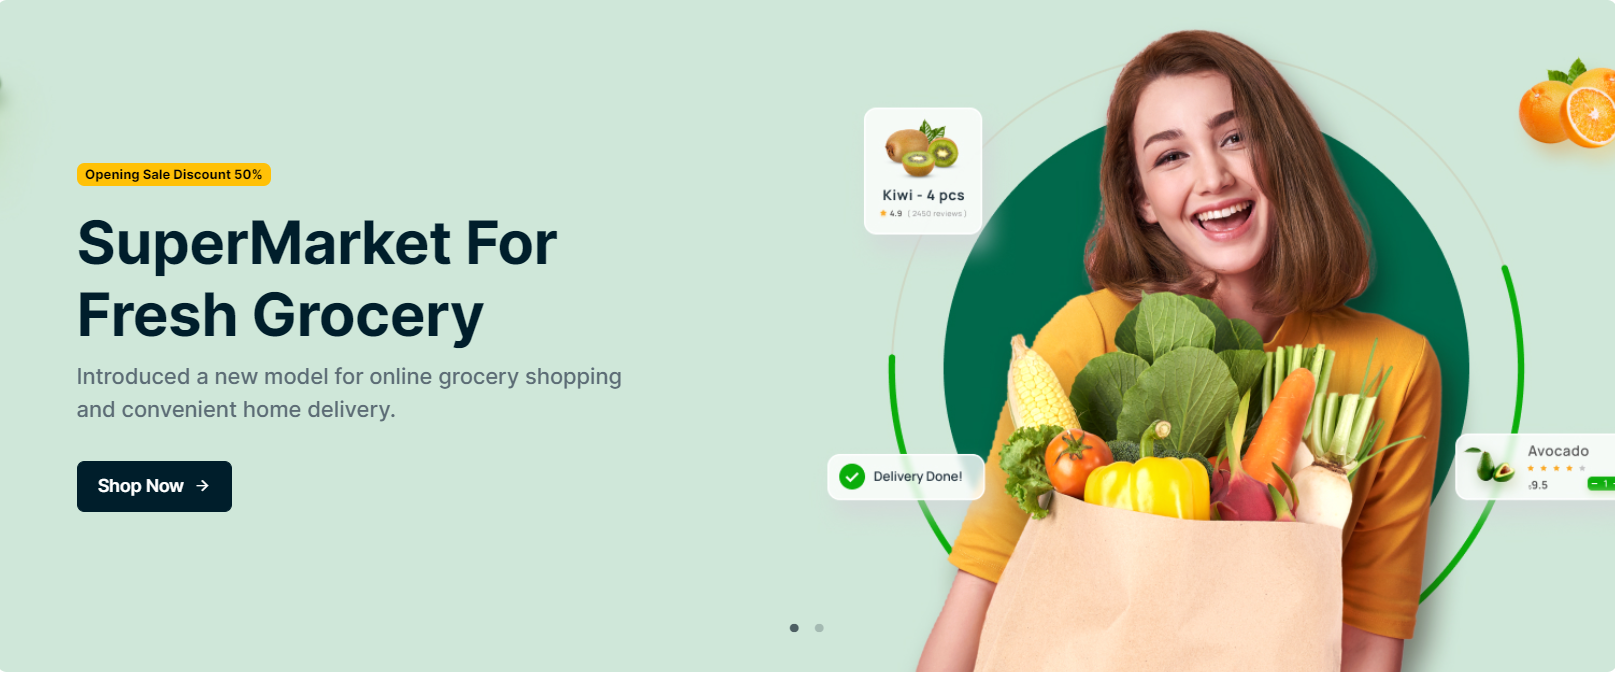 Opening Sale Discount 50%
SuperMarket For
Fresh Grocery
Introduced a new model for online grocery shopping
and convenient home delivery.
Shop Now
Kiwi - 4 pcs
4.9 ( 2450 reviews )
Delivery Done!
Avocado
9.5
- 1